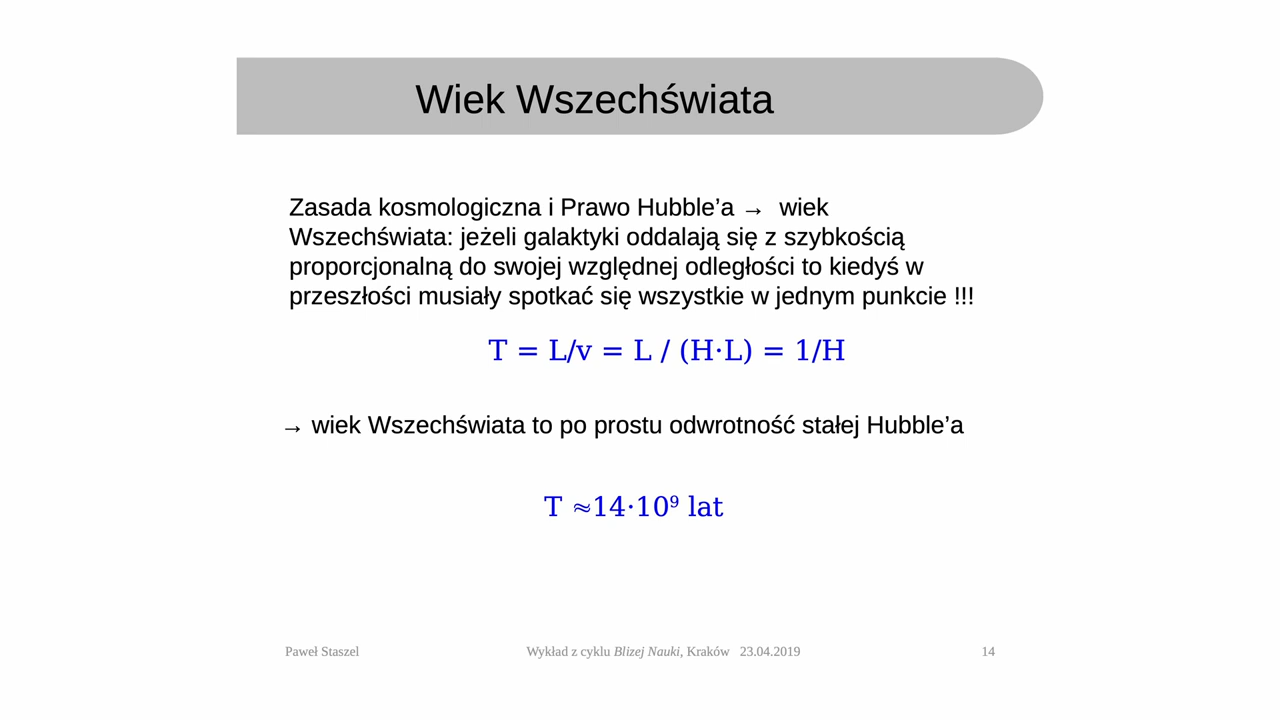 Wiek Wszechświata
Zasada kosmologiczna i Prawo Hubble’a → wiek
Wszechświata: jeżeli galaktyki oddalają się z szybkością
proporcjonalną do swojej względnej odległości to kiedyś w
przeszłości musiały spotkać się wszystkie w jednym punkcie !!!
T = L/v = L / (H·L) = 1/H
→ wiek Wszechświata to po prostu odwrotność stałej Hubble’a
T ≈14·10⁹ lat
Paweł Staszel
Wykład z cyklu Blizej Nauki, Kraków 23.04.2019
14